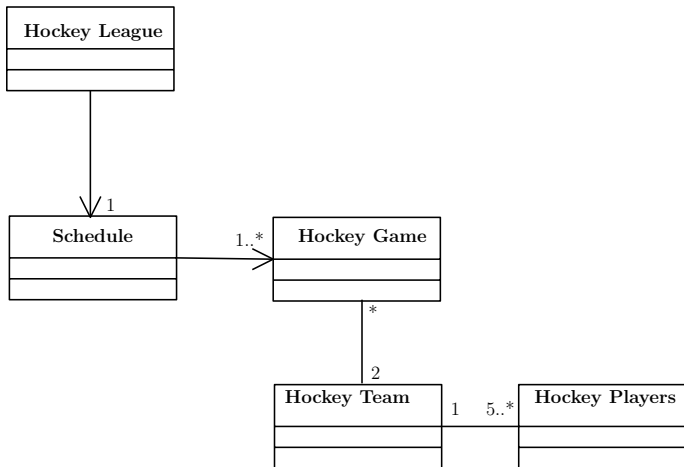 Hockey League
1
Schedule
1..*
Hockey Game
*
2
Hockey Team
1
5..*
Hockey Players